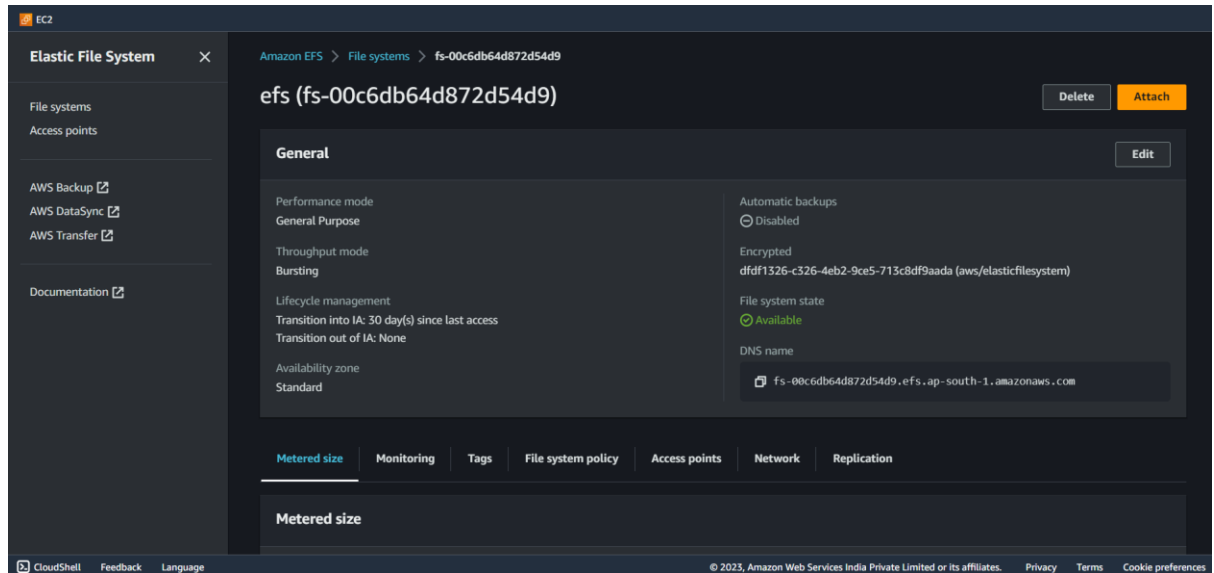 EC2
Elastic File System
File systems
Access points
AWS Backup
AWS DataSync
AWS Transfer
Documentation
Amazon EFS > File systems > fs-00c6db64d872d54d9
efs (fs-00c6db64d872d54d9)
Delete
Attach
General
Edit
Performance mode
General Purpose
Throughput mode
Bursting
Lifecycle management
Transition into IA: 30 day(s) since last access
Transition out of IA: None
Availability zone
Standard
Automatic backups
Disabled
Encrypted
dfdf1326-c326-4eb2-9ce5-713c8df9aada (aws/elasticfilesystem)
File system state
Available
DNS name
fs-00c6db64d872d54d9.efs.ap-south-1.amazonaws.com
Metered size
Monitoring
Tags
File system policy
Access points
Network
Replication
Metered size
CloudShell
Feedback
Language
© 2023, Amazon Web Services India Private Limited or its affiliates.
Privacy
Terms
Cookie preferences